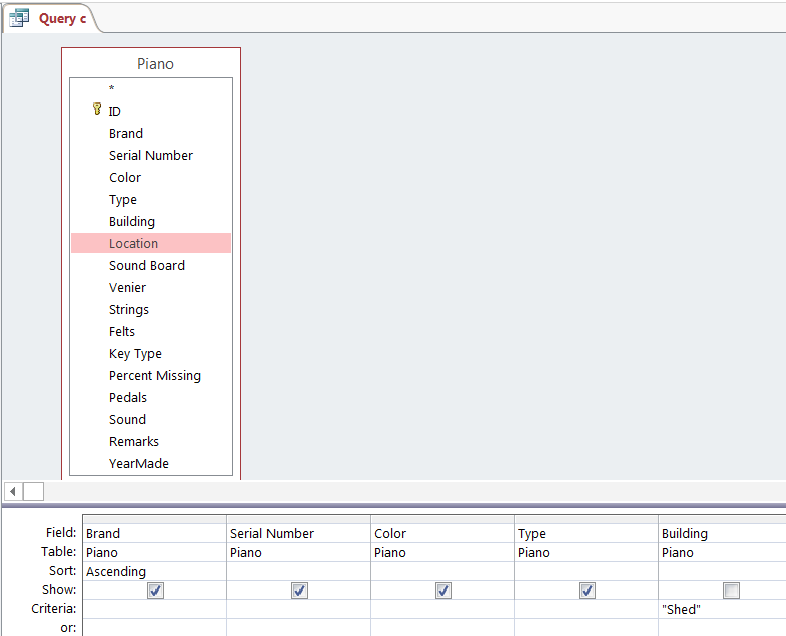 Query c
Piano
*
ID
Brand
Serial Number
Color
Type
Building
Location
Sound Board
Venier
Strings
Felts
Key Type
Percent Missing
Pedals
Sound
Remarks
YearMade
Field: Brand Serial Number Color Type Building
Table: Piano Piano Piano Piano Piano
Sort: Ascending
Show:
Criteria: "Shed"
or: